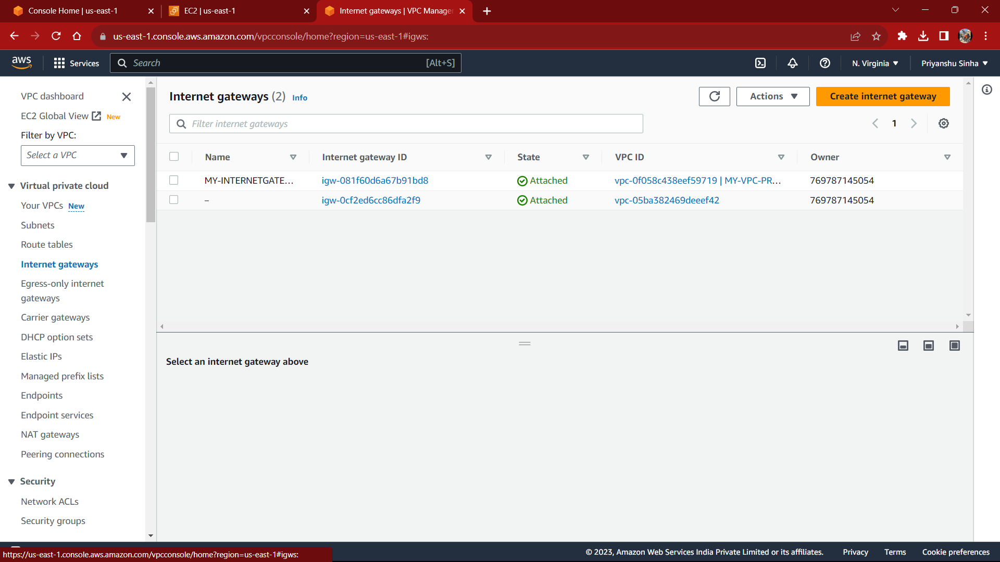 Console Home | us-east-1
EC2 | us-east-1
Internet gateways | VPC Manage
us-east-1.console.aws.amazon.com/vpcconsole/home?region=us-east-1#igws:
aws
Services
Search
[Alt+S]
N. Virginia
Priyanshu Sinha
VPC dashboard
EC2 Global View New
Filter by VPC:
Select a VPC
Virtual private cloud
Your VPCs New
Subnets
Route tables
Internet gateways
Egress-only internet
gateways
Carrier gateways
DHCP option sets
Elastic IPs
Managed prefix lists
Endpoints
Endpoint services
NAT gateways
Peering connections
Security
Network ACLs
Security groups
Internet gateways (2) Info
Actions
Create internet gateway
Filter internet gateways
1
Name Internet gateway ID State VPC ID Owner
MY-INTERNETGATE... igw-081f60d6a67b91bd8 Attached vpc-0f058c438eef59719 | MY-VPC-PR... 769787145054
– igw-0cf2ed6cc86dfa2f9 Attached vpc-05ba382469deeef42 769787145054
Select an internet gateway above
https://us-east-1.console.aws.amazon.com/vpcconsole/home?region=us-east-1#igws:
© 2023, Amazon Web Services India Private Limited or its affiliates.
Privacy
Terms
Cookie preferences